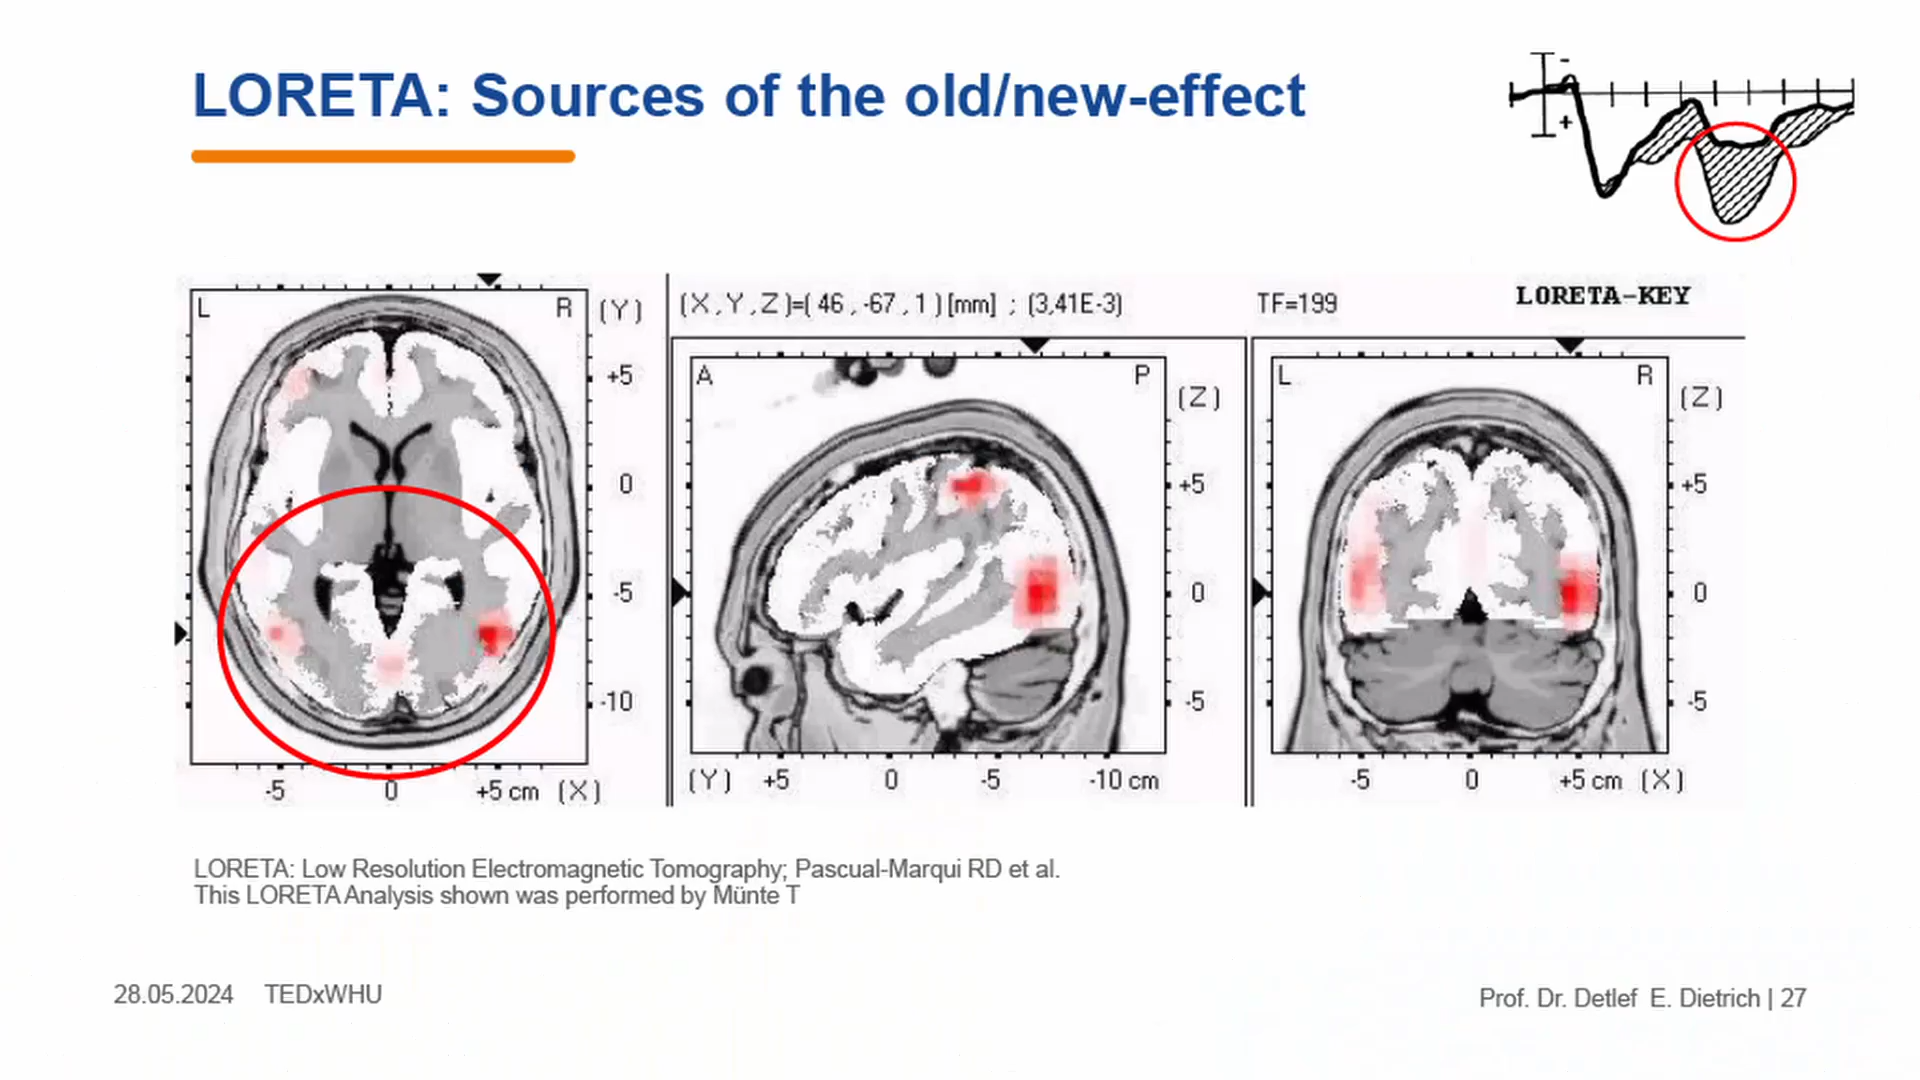 LORETA: Sources of the old/new-effect
-
+
L R (Y)
+5
0
-5
-10
-5 0 +5 cm (X)
(X,Y,Z)=( 46 , -67 , 1 ) [mm] ; (3,41E-3)
TF=199
LORETA-KEY
A P (Z)
+5
0
-5
(Y) +5 0 -5 -10 cm
L R (Z)
+5
0
-5
-5 0 +5 cm (X)
LORETA: Low Resolution Electromagnetic Tomography; Pascual-Marqui RD et al.
This LORETA Analysis shown was performed by Münte T
28.05.2024 TEDxWHU
Prof. Dr. Detlef E. Dietrich | 27